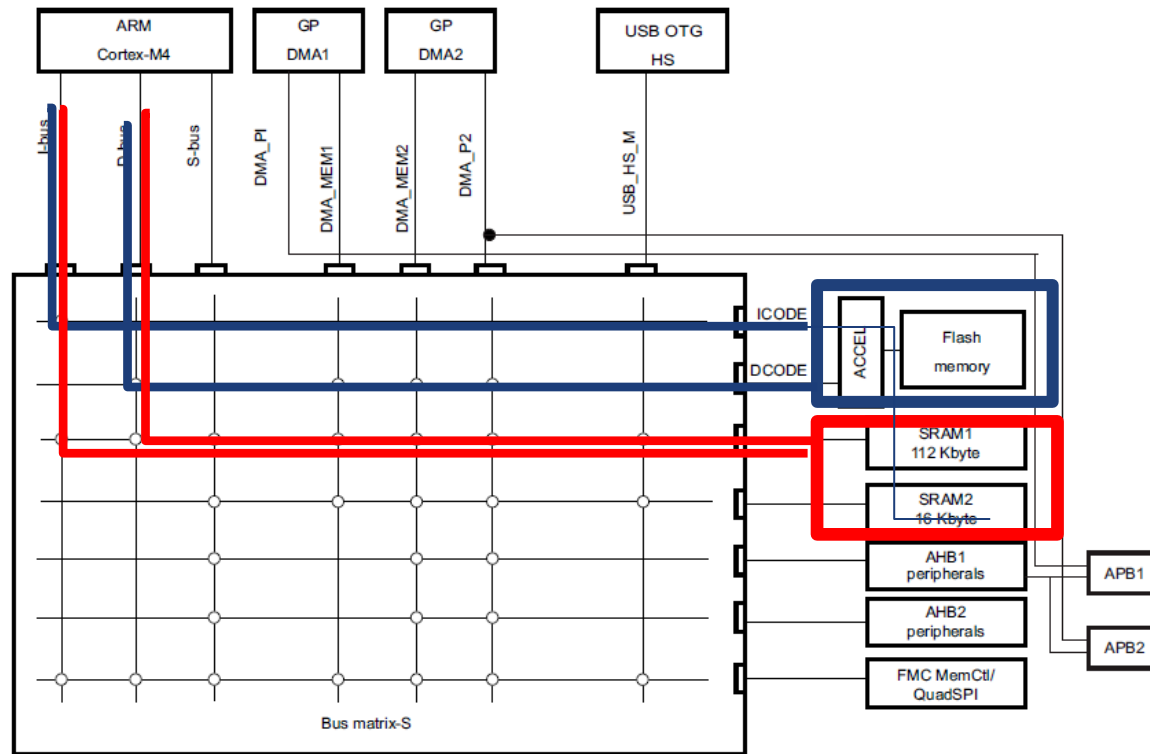 ARM
Cortex-M4
GP
DMA1
GP
DMA2
USB OTG
HS
I-bus
D-bus
S-bus
DMA_PI
DMA_MEM1
DMA_MEM2
DMA_P2
USB_HS_M
ICODE
DCODE
ACCEL
Flash
memory
SRAM1
112 Kbyte
SRAM2
16 Kbyte
AHB1
peripherals
AHB2
peripherals
FMC MemCtl/
QuadSPI
APB1
APB2
Bus matrix-S